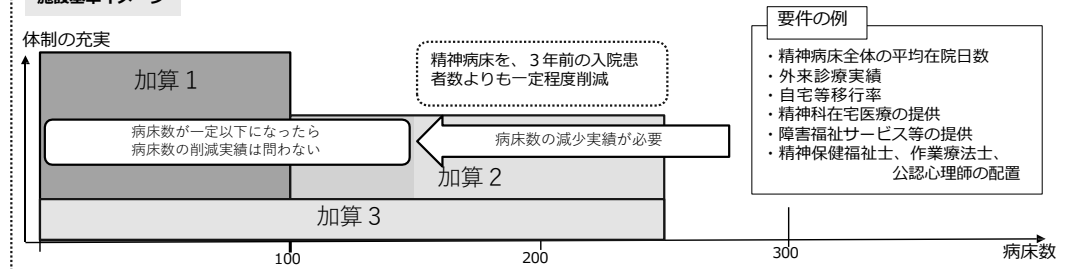 施設基準イメージ
体制の充実
要件の例
・精神病床全体の平均在院日数
・外来診療実績
・自宅等移行率
・精神科在宅医療の提供
・障害福祉サービス等の提供
・精神保健福祉士、作業療法士、
公認心理師の配置
精神病床を、３年前の入院患
者数よりも一定程度削減
加算１
病床数が一定以下になったら
病床数の削減実績は問わない
病床数の減少実績が必要
加算２
加算３
100
200
300
病床数